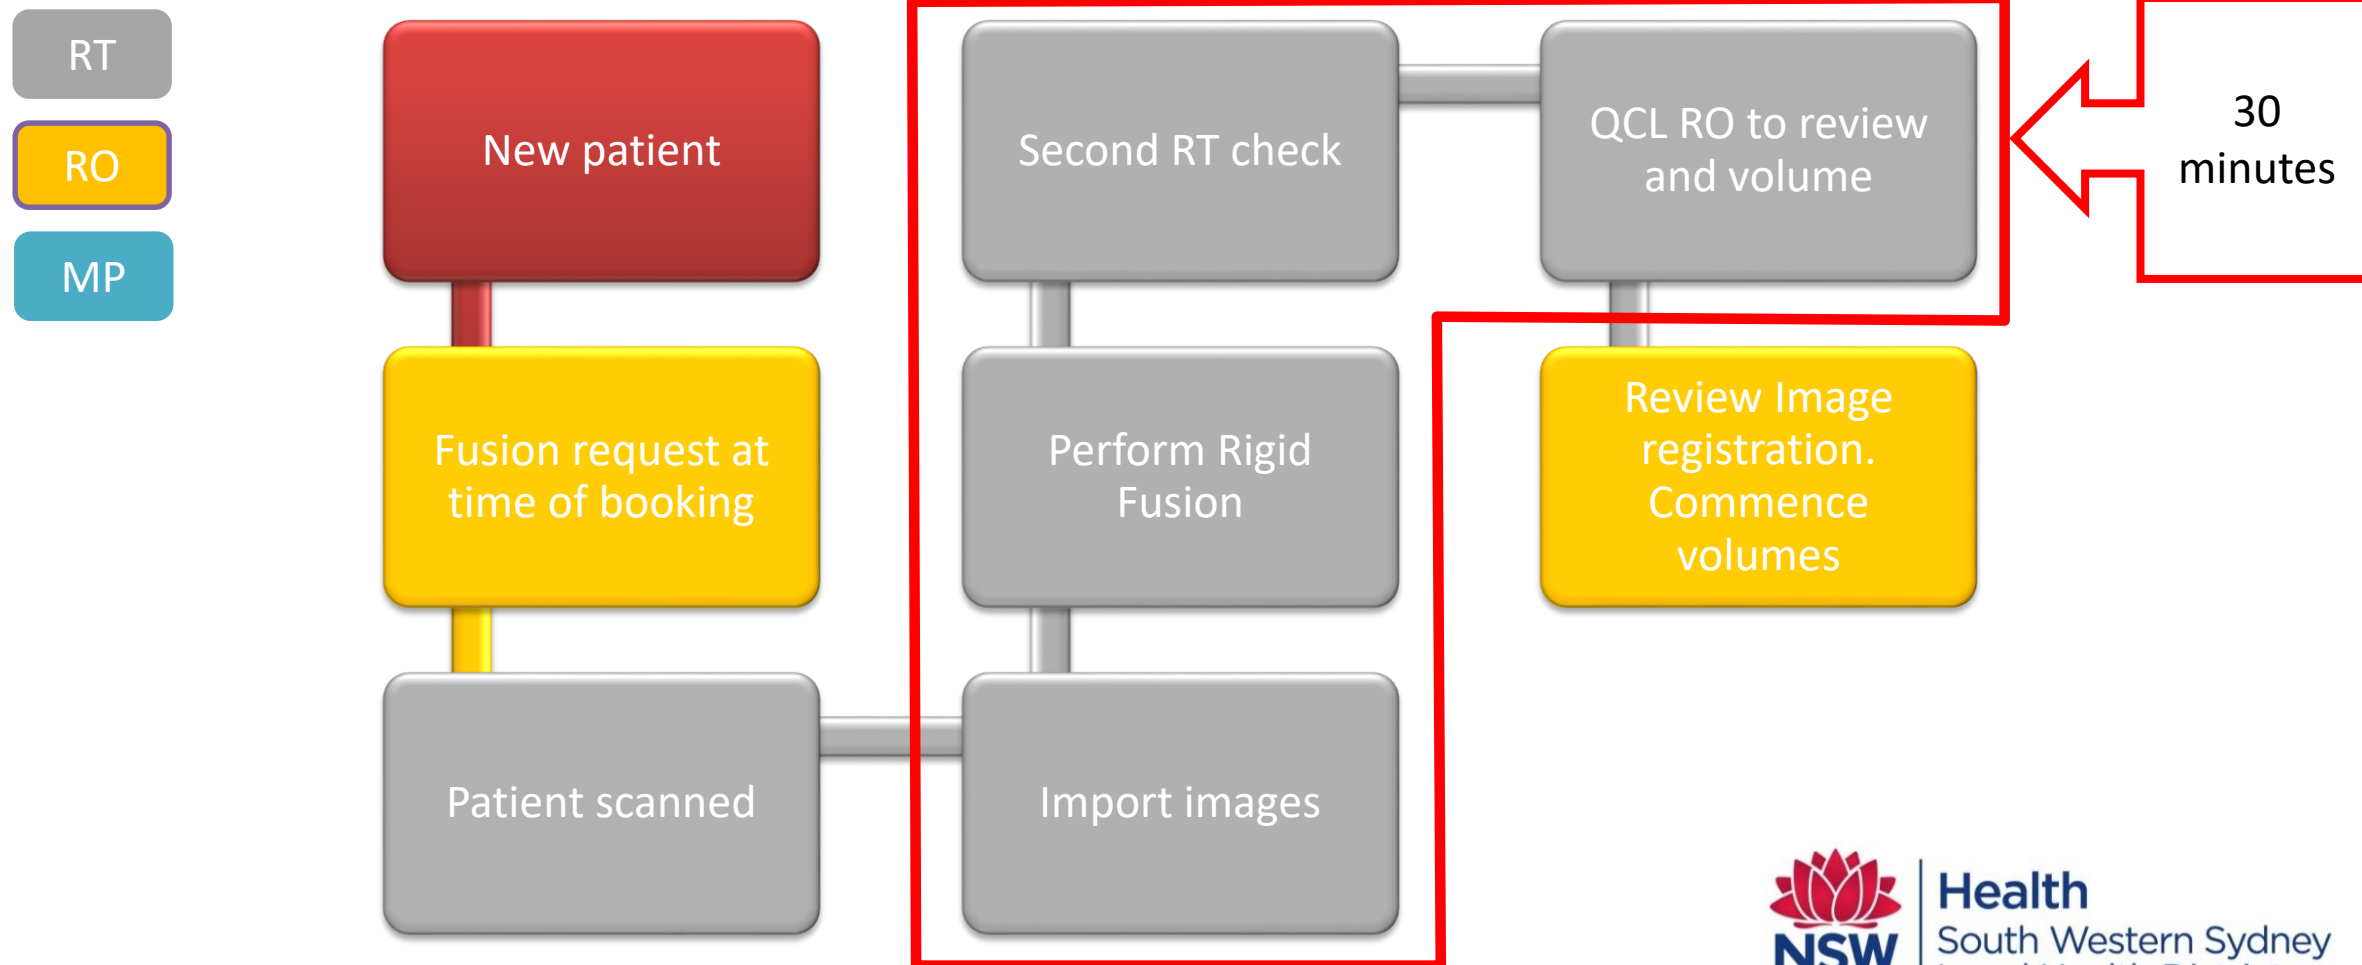 RT
RO
MP
New patient
Fusion request at
time of booking
Patient scanned
Second RT check
Perform Rigid
Fusion
Import images
QCL RO to review
and volume
Review Image
registration.
Commence
volumes
30
minutes
NSW
Health
South Western Sydney